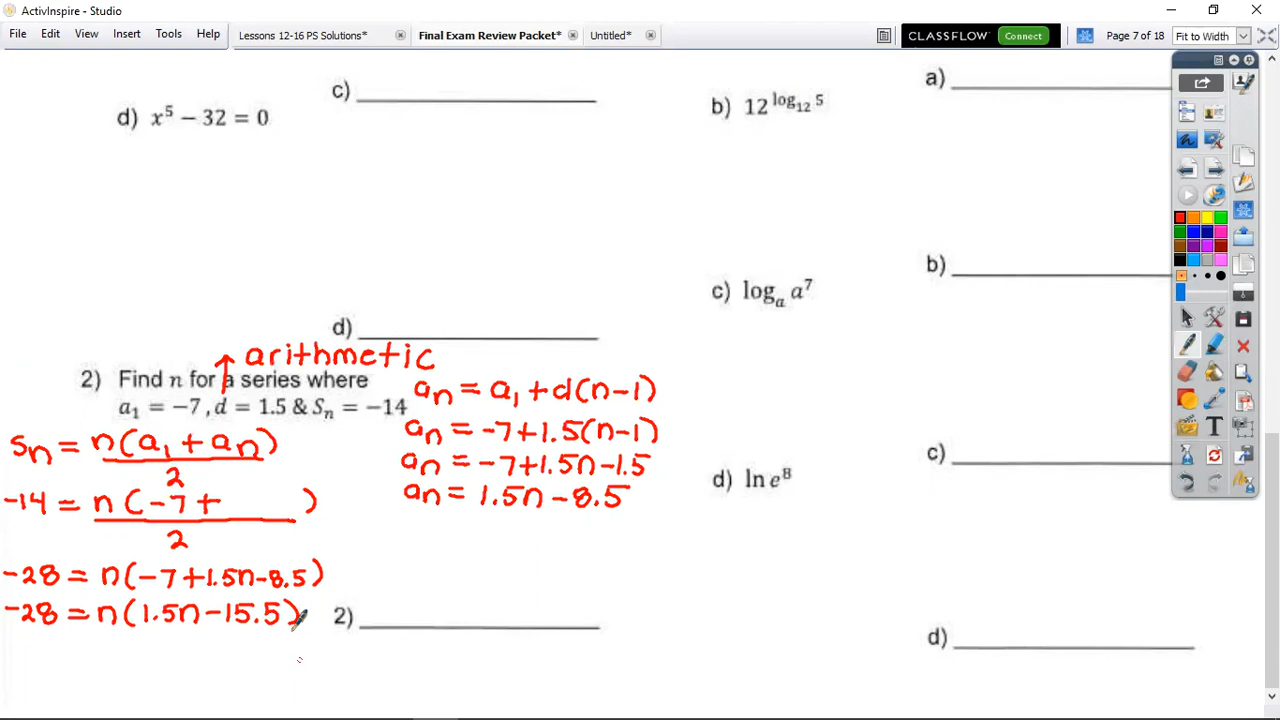 ActivInspire - Studio
File Edit View Insert Tools Help
Lessons 12-16 PS Solutions*
Final Exam Review Packet*
Untitled*
CLASSFLOW Connect
Page 7 of 18
Fit to Width
c) ____________
d) x⁵ − 32 = 0
d) ____________
arithmetic
2) Find n for a series where
a₁ = −7 , d = 1.5 & Sₙ = −14
Sₙ = n(a₁ + aₙ)
2
-14 = n(-7+ )
2
-28 = n(-7+1.5n-8.5)
-28 = n(1.5n-15.5)
2) ____________
aₙ = a₁ + d(n-1)
aₙ = -7+1.5(n-1)
aₙ = -7+1.5n-1.5
aₙ = 1.5n-8.5
a) ____________
b) 12^(log₁₂ 5)
b) ____________
c) logₐ a⁷
c) ____________
d) ln e⁸
d) ____________
T